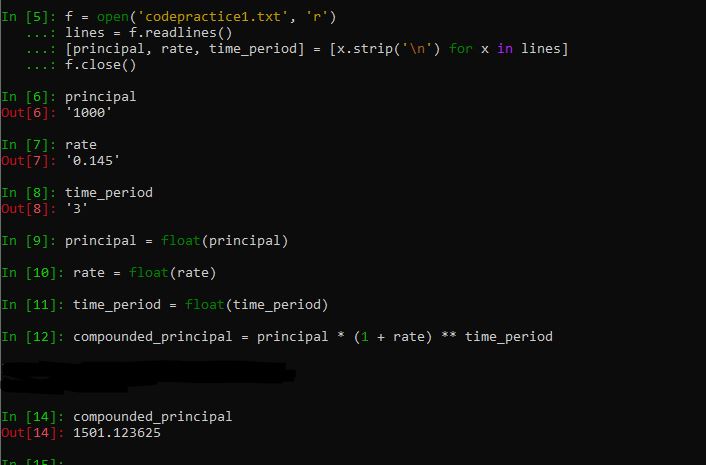 In [5]: f = open('codepractice1.txt', 'r')
...: lines = f.readlines()
...: [principal, rate, time_period] = [x.strip('\n') for x in lines]
...: f.close()
In [6]: principal
Out[6]: '1000'
In [7]: rate
Out[7]: '0.145'
In [8]: time_period
Out[8]: '3'
In [9]: principal = float(principal)
In [10]: rate = float(rate)
In [11]: time_period = float(time_period)
In [12]: compounded_principal = principal * (1 + rate) ** time_period
In [14]: compounded_principal
Out[14]: 1501.123625
In [15]: